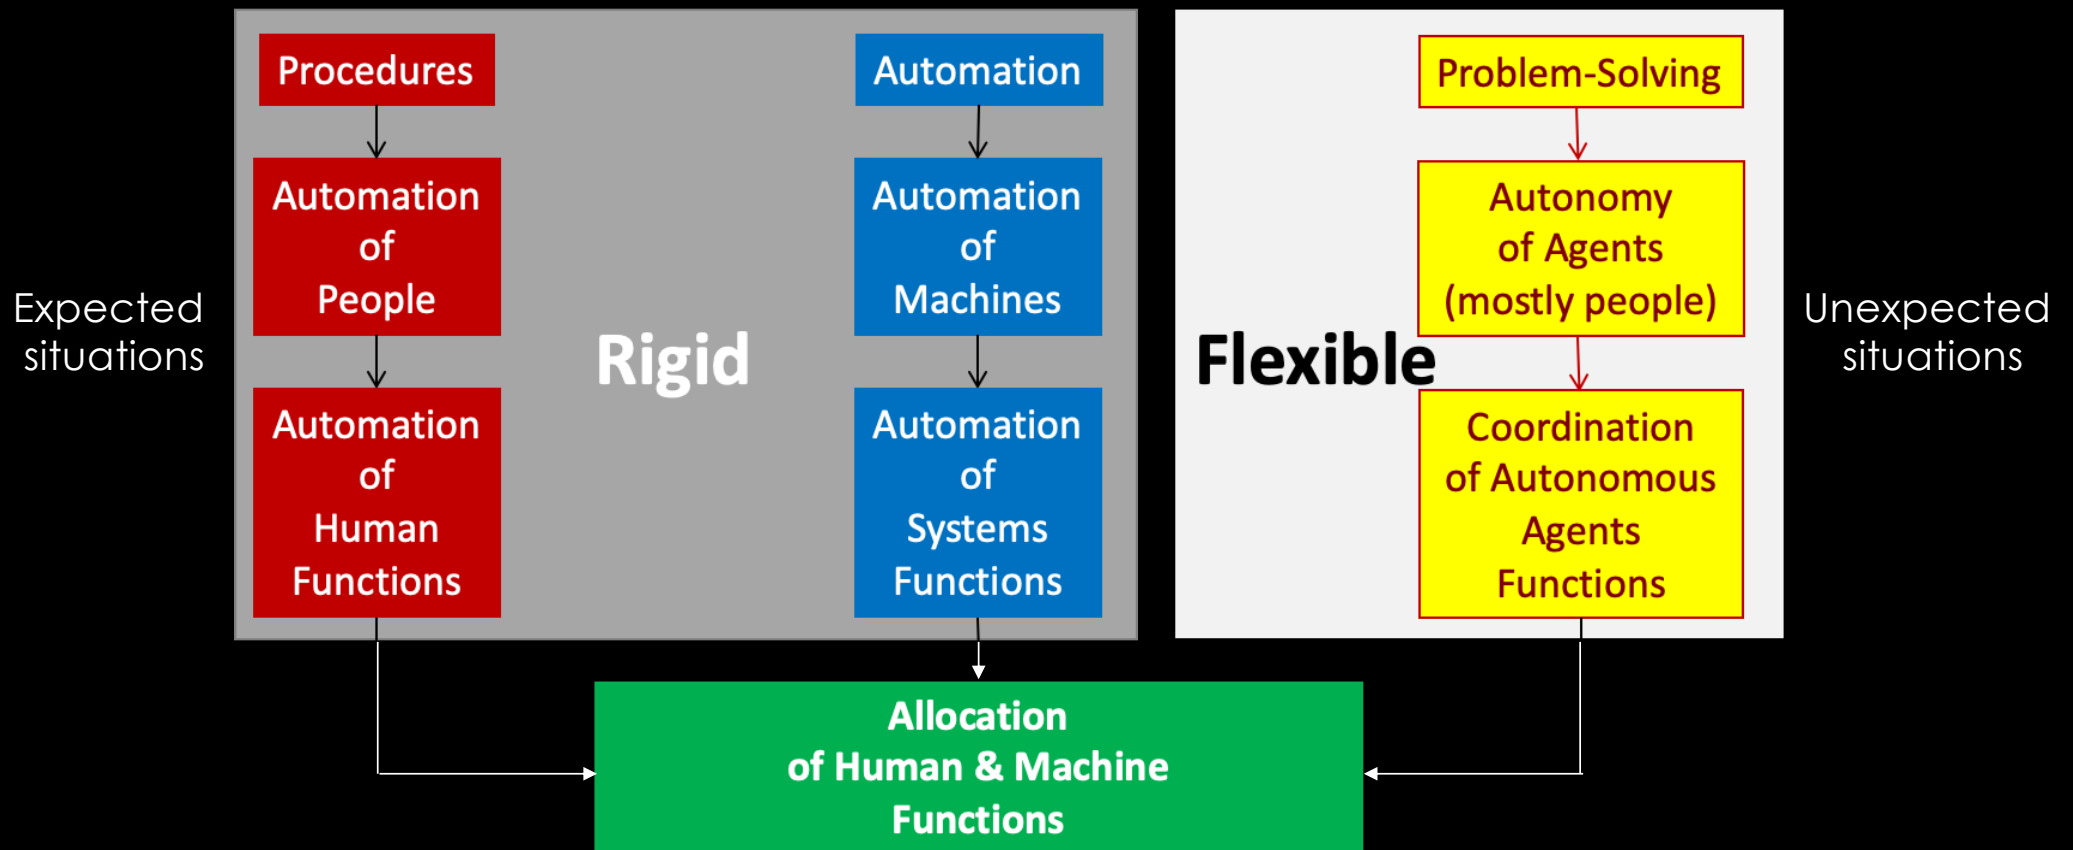 Expected
situations
Procedures
Automation
of
People
Automation
of
Human
Functions
Rigid
Automation
Automation
of
Machines
Automation
of
Systems
Functions
Flexible
Problem-Solving
Autonomy
of Agents
(mostly people)
Coordination
of Autonomous
Agents
Functions
Unexpected
situations
Allocation
of Human & Machine
Functions